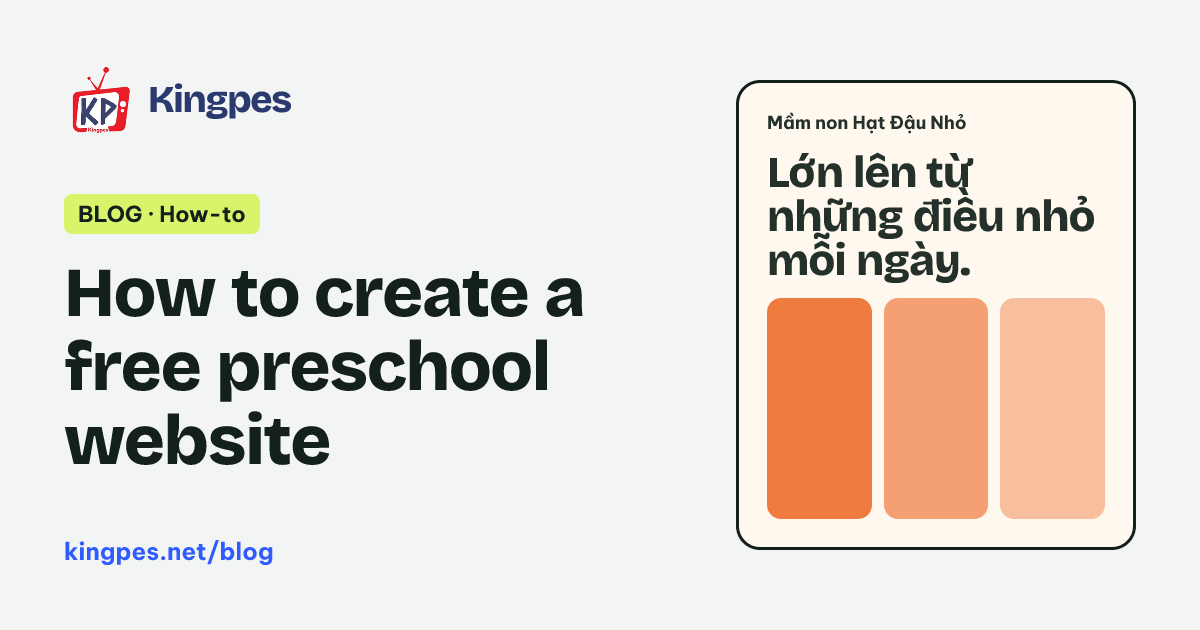 KP
Kingpes
Kingpes
BLOG · How-to
How to create a
free preschool
website
kingpes.net/blog
Mầm non Hạt Đậu Nhỏ
Lớn lên từ
những điều nhỏ
mỗi ngày.